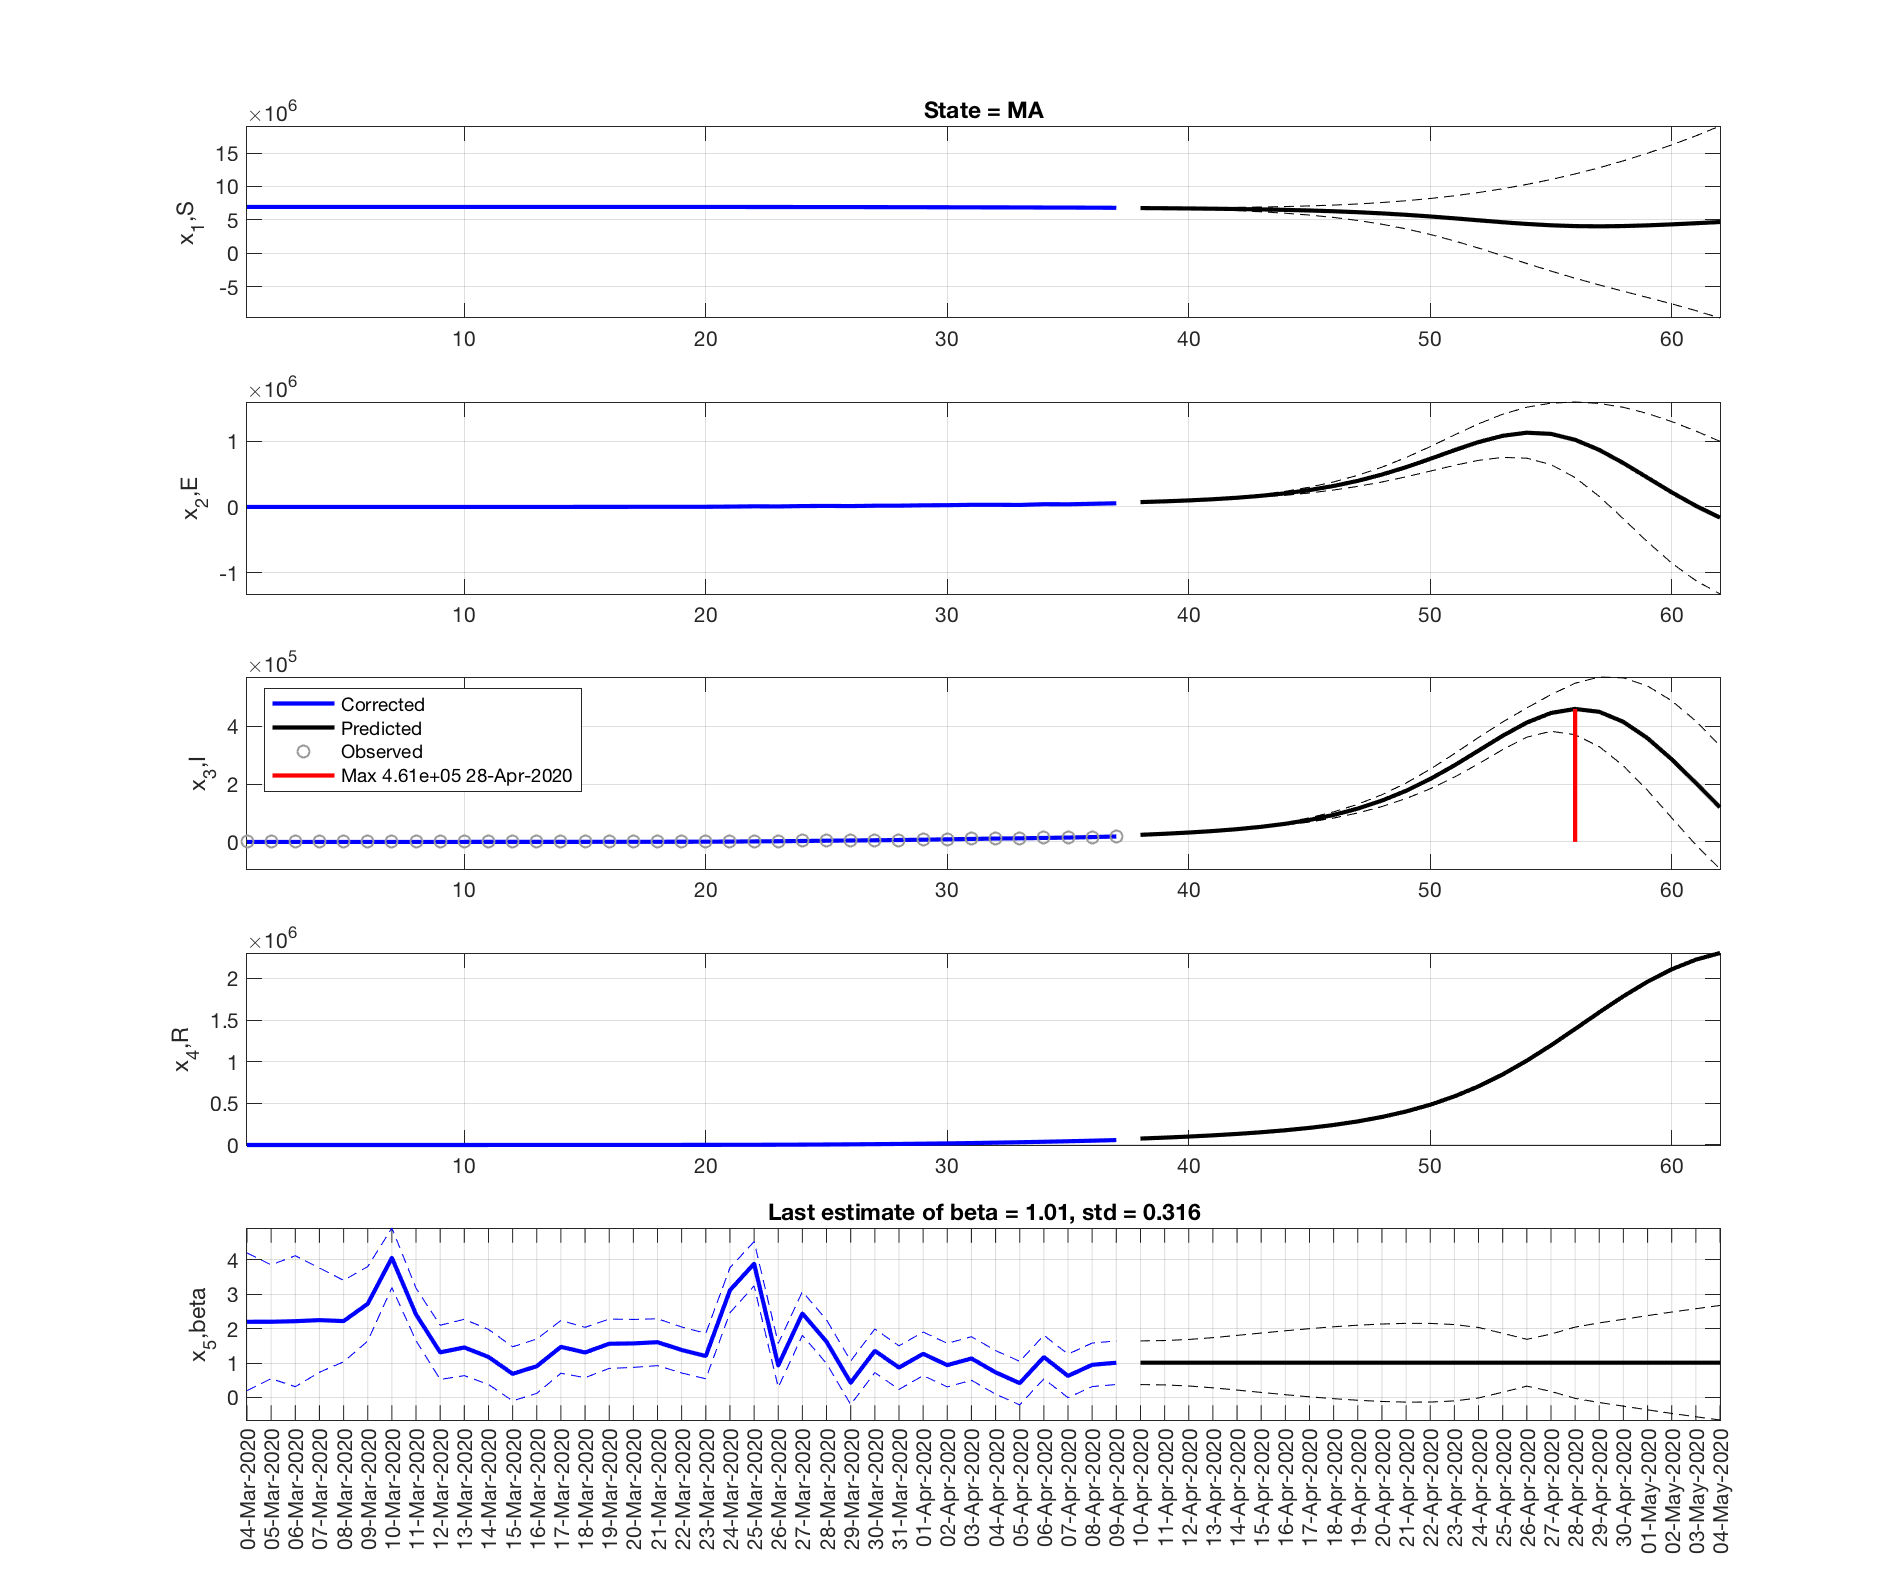 State = MA
×10^6
15
10
5
0
-5
x_1,S
10 20 30 40 50 60
×10^6
1
0
-1
x_2,E
10 20 30 40 50 60
×10^5
4
2
0
x_3,I
Corrected
Predicted
Observed
Max 4.61e+05 28-Apr-2020
10 20 30 40 50 60
×10^6
2
1.5
1
0.5
0
x_4,R
10 20 30 40 50 60
Last estimate of beta = 1.01, std = 0.316
4
3
2
1
0
x_5,beta
04-Mar-2020
05-Mar-2020
06-Mar-2020
07-Mar-2020
08-Mar-2020
09-Mar-2020
10-Mar-2020
11-Mar-2020
12-Mar-2020
13-Mar-2020
14-Mar-2020
15-Mar-2020
16-Mar-2020
17-Mar-2020
18-Mar-2020
19-Mar-2020
20-Mar-2020
21-Mar-2020
22-Mar-2020
23-Mar-2020
24-Mar-2020
25-Mar-2020
26-Mar-2020
27-Mar-2020
28-Mar-2020
29-Mar-2020
30-Mar-2020
31-Mar-2020
01-Apr-2020
02-Apr-2020
03-Apr-2020
04-Apr-2020
05-Apr-2020
06-Apr-2020
07-Apr-2020
08-Apr-2020
09-Apr-2020
10-Apr-2020
11-Apr-2020
12-Apr-2020
13-Apr-2020
14-Apr-2020
15-Apr-2020
16-Apr-2020
17-Apr-2020
18-Apr-2020
19-Apr-2020
20-Apr-2020
21-Apr-2020
22-Apr-2020
23-Apr-2020
24-Apr-2020
25-Apr-2020
26-Apr-2020
27-Apr-2020
28-Apr-2020
29-Apr-2020
30-Apr-2020
01-May-2020
02-May-2020
03-May-2020
04-May-2020